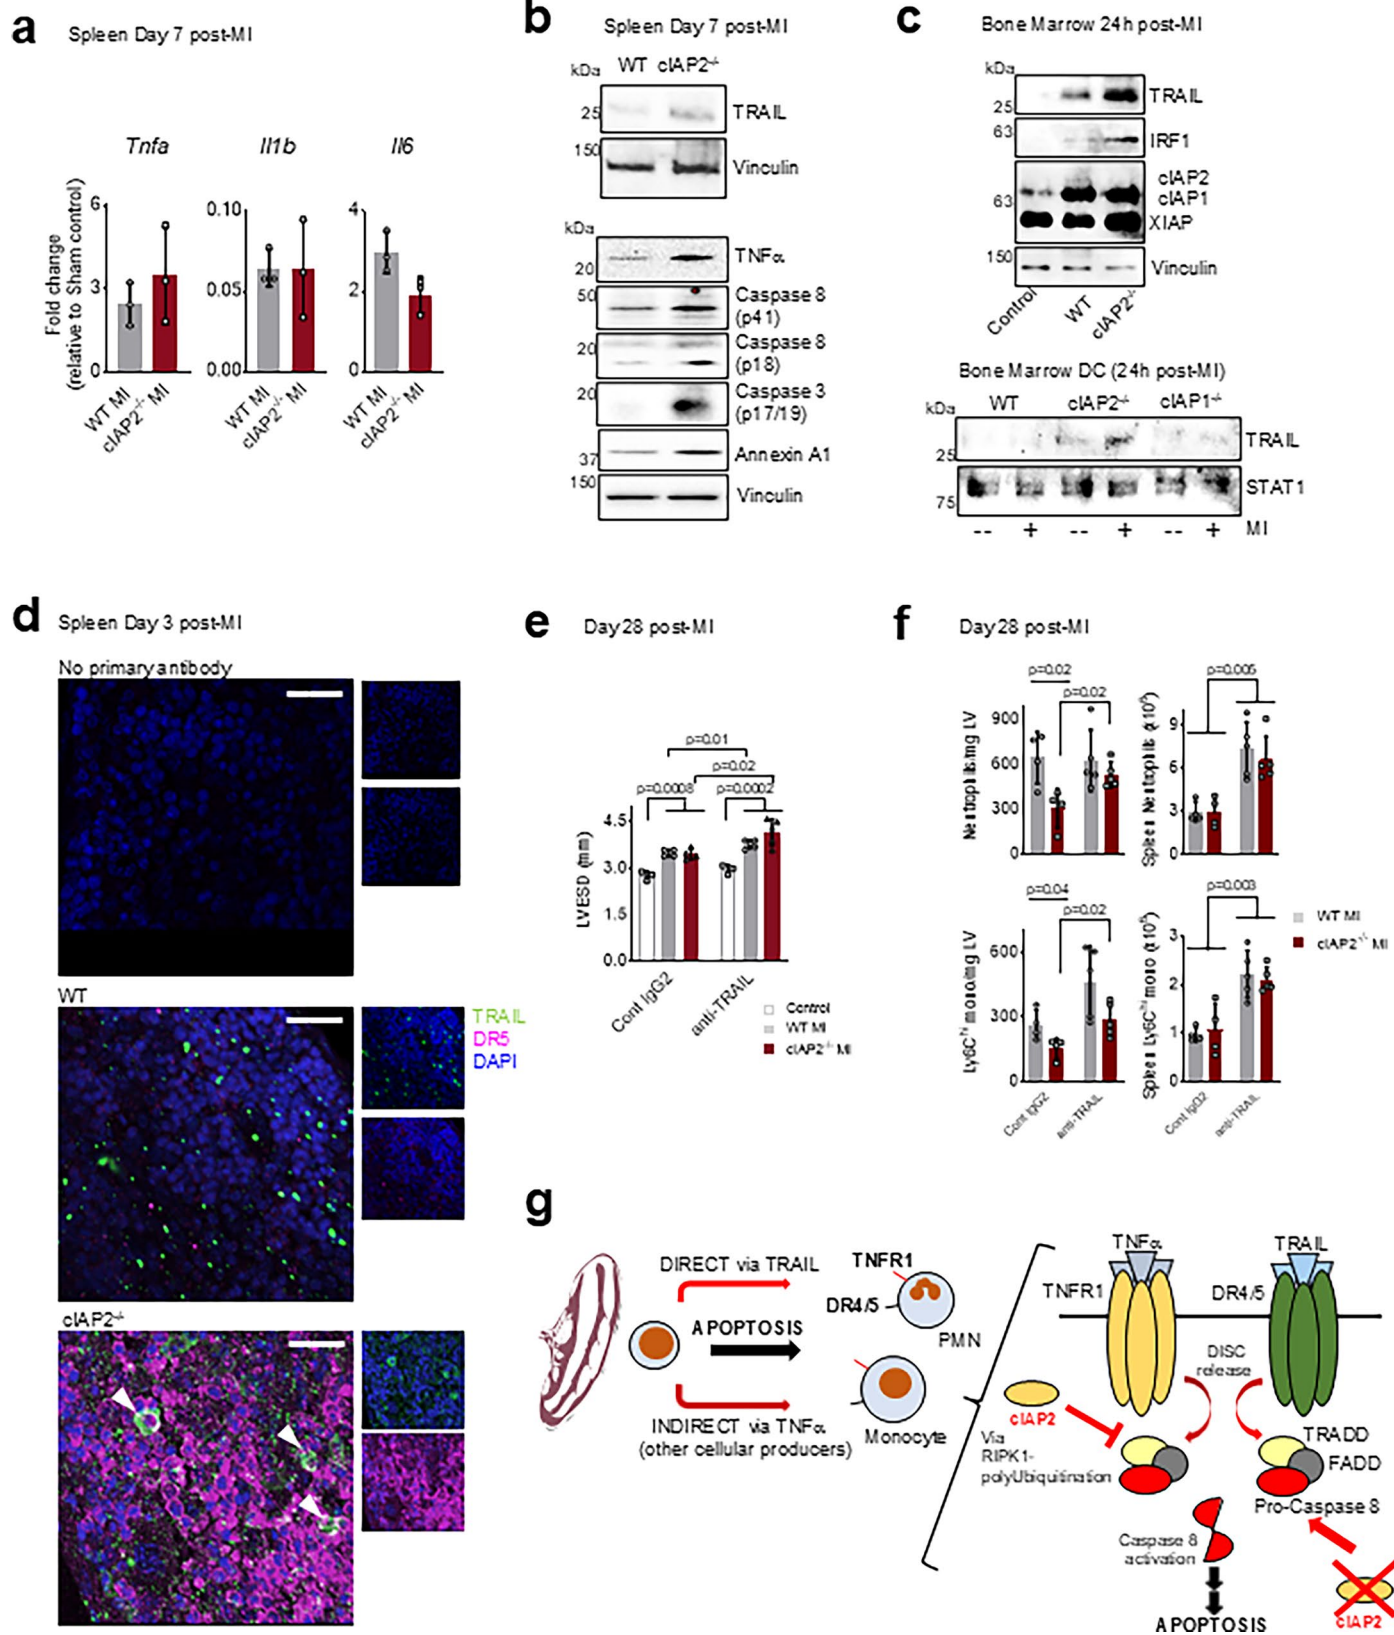 a
Spleen Day 7 post-MI
Tnfa
Il1b
Il6
Fold change
(relative to Sham control)
6
3
0
0.10
0.05
0.00
4
2
0
WT MI
cIAP2-/- MI
WT MI
cIAP2-/- MI
WT MI
cIAP2-/- MI
b
Spleen Day 7 post-MI
kDa
WT cIAP2-/-
25
TRAIL
150
Vinculin
kDa
20
TNFα
50
Caspase 8
(p41)
20
Caspase 8
(p18)
20
Caspase 3
(p17/19)
37
Annexin A1
150
Vinculin
c
Bone Marrow 24h post-MI
kDa
25
TRAIL
63
IRF1
cIAP2
63
cIAP1
XIAP
150
Vinculin
Control
WT
cIAP2-/-
Bone Marrow DC (24h post-MI)
kDa
WT
cIAP2-/-
cIAP1-/-
25
TRAIL
75
STAT1
-- + -- + -- + MI
d
Spleen Day 3 post-MI
No primary antibody
WT
TRAIL
DR5
DAPI
cIAP2-/-
e
Day 28 post-MI
p=0.01
p=0.02
p=0.0008
p=0.0002
LVESD (mm)
4.5
3.0
1.5
0.0
Cont IgG2
anti-TRAIL
Control
WT MI
cIAP2-/- MI
f
Day 28 post-MI
p=0.02
p=0.02
Neutrophils/mg LV
900
600
300
0
p=0.005
Spleen Neutrophils (x10⁵)
9
6
3
0
p=0.04
p=0.02
Ly6Chi mono/mg LV
600
300
0
Cont IgG2
anti-TRAIL
p=0.003
Spleen Ly6Chi mono (x10⁵)
3
2
1
0
Cont IgG2
anti-TRAIL
WT MI
cIAP2-/- MI
g
DIRECT via TRAIL
APOPTOSIS
INDIRECT via TNFα
(other cellular producers)
TNFR1
DR4/5
PMN
Monocyte
TNFα
TRAIL
TNFR1
DR4/5
DISC
release
cIAP2
Via
RIPK1-
polyUbiquitination
TRADD
FADD
Pro-Caspase 8
Caspase 8
activation
APOPTOSIS
cIAP2